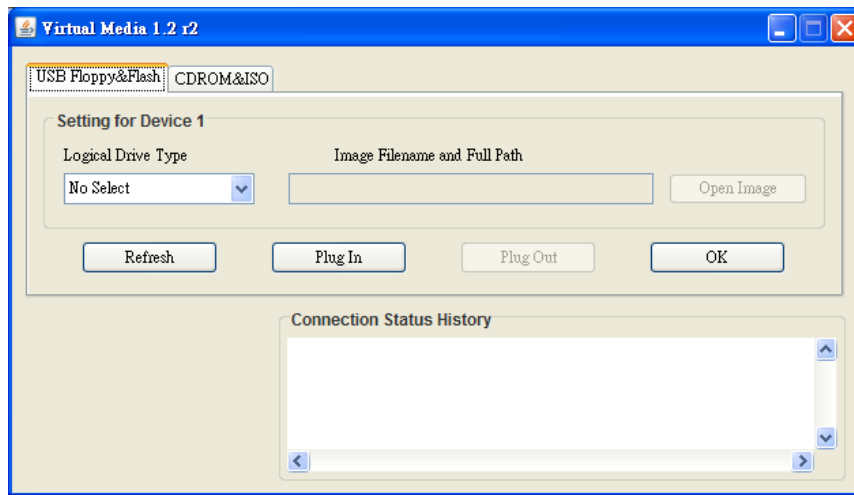 Virtual Media 1.2 r2
USB Floppy&Flash CDROM&ISO
Setting for Device 1
Logical Drive Type Image Filename and Full Path
No Select Open Image
Refresh Plug In Plug Out OK
Connection Status History